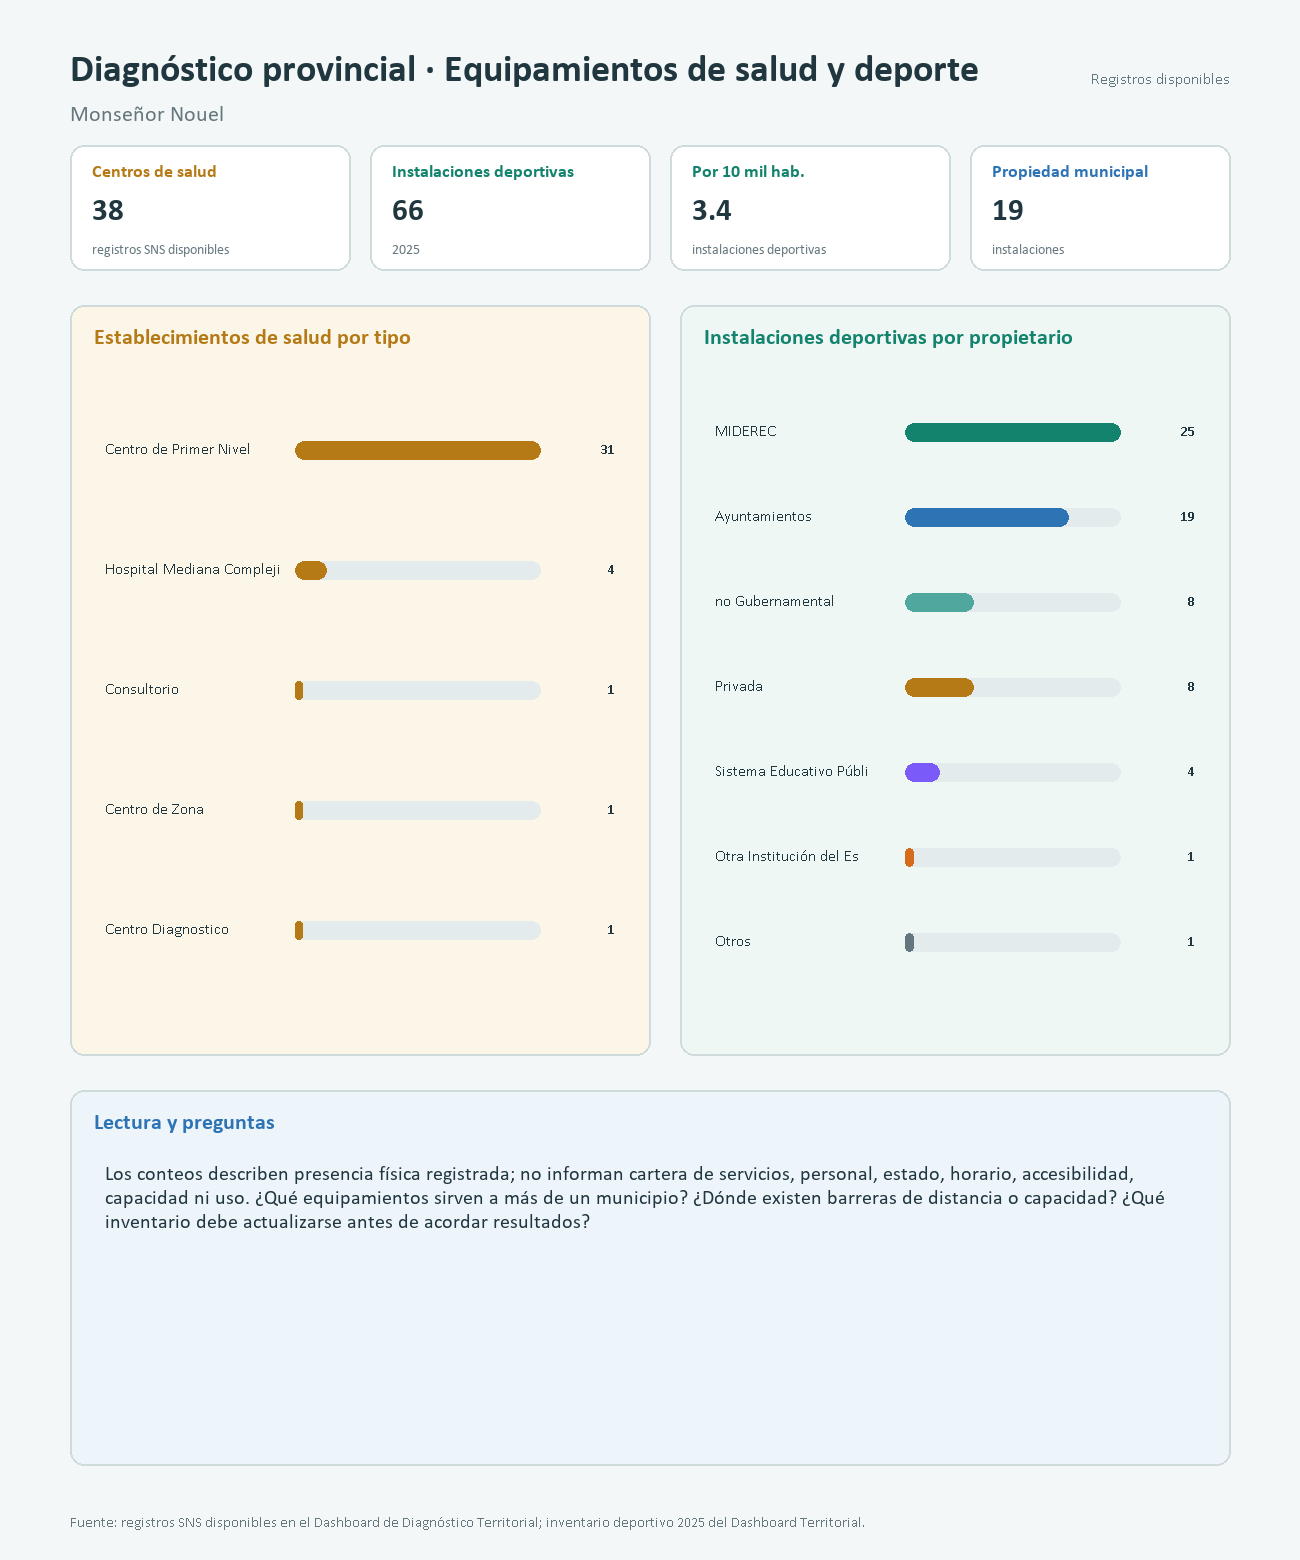 Diagnóstico provincial · Equipamientos de salud y deporte
Registros disponibles
Monseñor Nouel
Centros de salud
38
registros SNS disponibles
Instalaciones deportivas
66
2025
Por 10 mil hab.
3.4
instalaciones deportivas
Propiedad municipal
19
instalaciones
Establecimientos de salud por tipo
Centro de Primer Nivel 31
Hospital Mediana Compleji 4
Consultorio 1
Centro de Zona 1
Centro Diagnostico 1
Instalaciones deportivas por propietario
MIDEREC 25
Ayuntamientos 19
no Gubernamental 8
Privada 8
Sistema Educativo Públi 4
Otra Institución del Es 1
Otros 1
Lectura y preguntas
Los conteos describen presencia física registrada; no informan cartera de servicios, personal, estado, horario, accesibilidad,
capacidad ni uso. ¿Qué equipamientos sirven a más de un municipio? ¿Dónde existen barreras de distancia o capacidad? ¿Qué
inventario debe actualizarse antes de acordar resultados?
Fuente: registros SNS disponibles en el Dashboard de Diagnóstico Territorial; inventario deportivo 2025 del Dashboard Territorial.